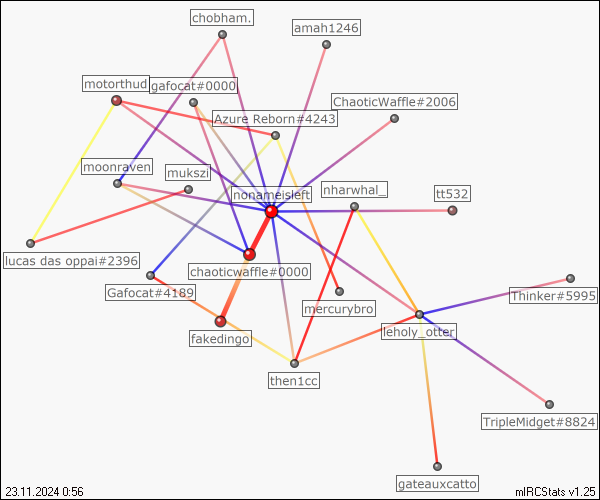 chobham.
amah1246
motorthud
gafocat#0000
ChaoticWaffle#2006
Azure Reborn#4243
moonraven
mukszi
nonameisleft
nharwhal_
tt532
lucas das oppai#2396
chaoticwaffle#0000
Gafocat#4189
mercurybro
Thinker#5995
fakedingo
leholy_otter
then1cc
TripleMidget#8824
gateauxcatto
23.11.2024 0:56
mIRCStats v1.25